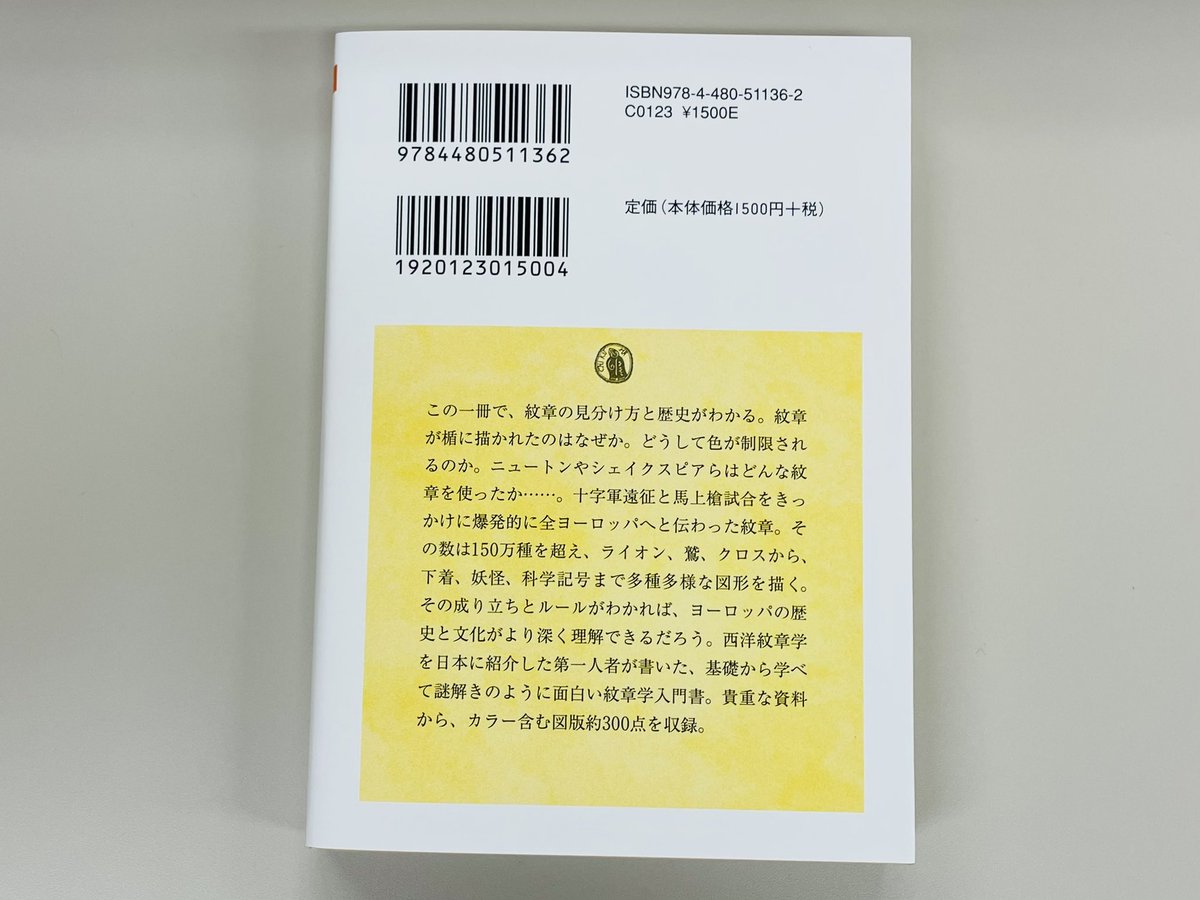 9784480511362
ISBN978-4-480-51136-2
C0123 ¥1500E
1920123015004
定価(本体価格1500円+税)
この一冊で、紋章の見分け方と歴史がわかる。紋章
が楯に描かれたのはなぜか。どうして色が制限され
るのか。ニュートンやシェイクスピアらはどんな紋
章を使ったか……。十字軍遠征と馬上槍試合をきっ
かけに爆発的に全ヨーロッパへと伝わった紋章。そ
の数は150万種を超え、ライオン、鷲、クロスから、
下着、妖怪、科学記号まで多種多様な図形を描く。
その成り立ちとルールがわかれば、ヨーロッパの歴
史と文化がより深く理解できるだろう。西洋紋章学
を日本に紹介した第一人者が書いた、基礎から学べ
て謎解きのように面白い紋章学入門書。貴重な資料
から、カラー含む図版約300点を収録。